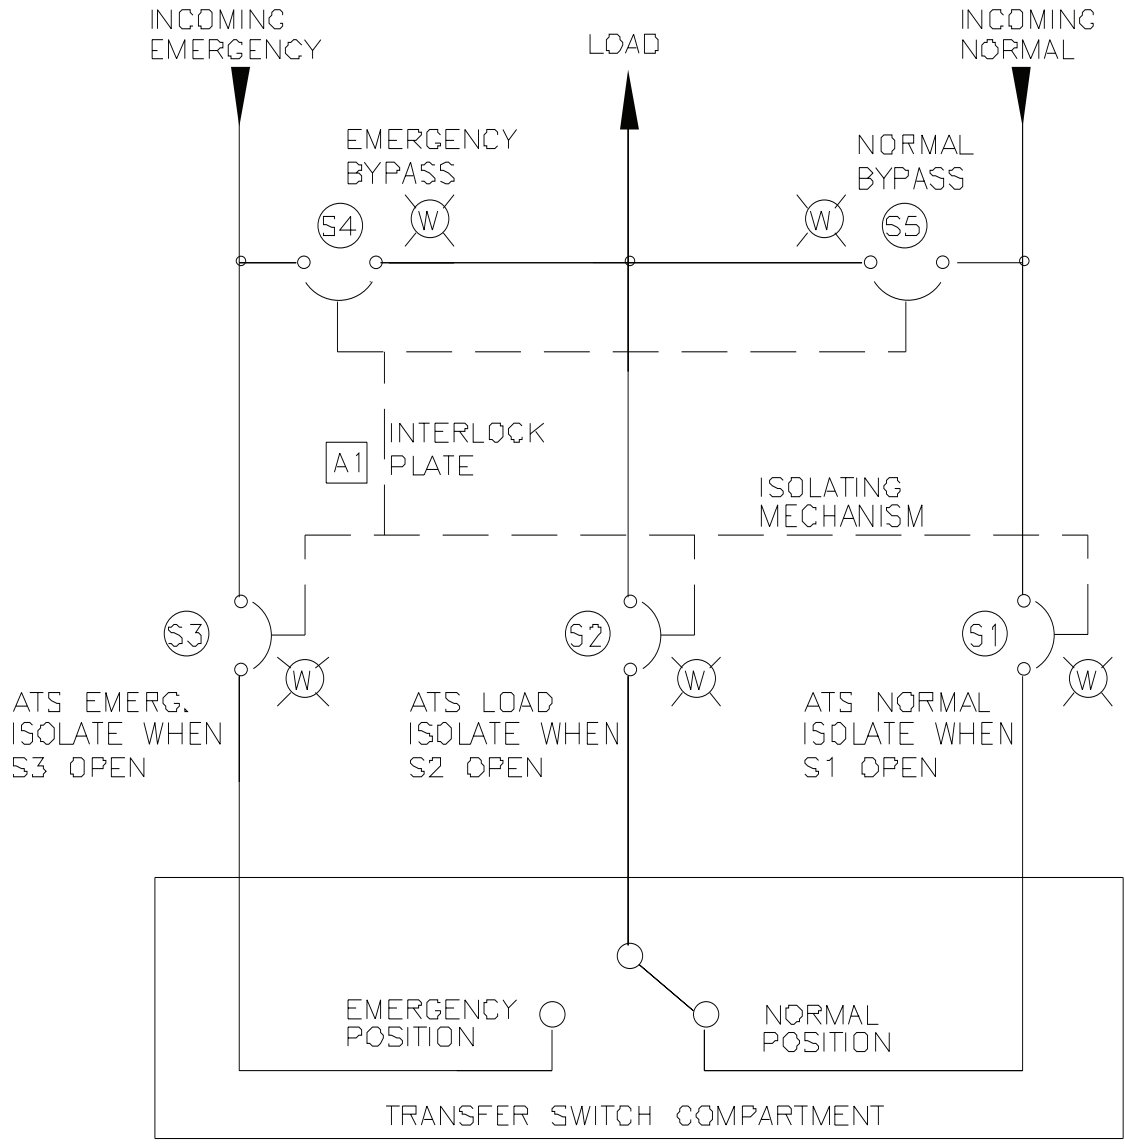 INCOMING
EMERGENCY
LOAD
INCOMING
NORMAL
EMERGENCY
BYPASS
NORMAL
BYPASS
S4
W
W
S5
INTERLOCK
PLATE
A1
ISOLATING
MECHANISM
S3
S2
S1
W
W
W
ATS EMERG.
ISOLATE WHEN
S3 OPEN
ATS LOAD
ISOLATE WHEN
S2 OPEN
ATS NORMAL
ISOLATE WHEN
S1 OPEN
EMERGENCY
POSITION
NORMAL
POSITION
TRANSFER SWITCH COMPARTMENT